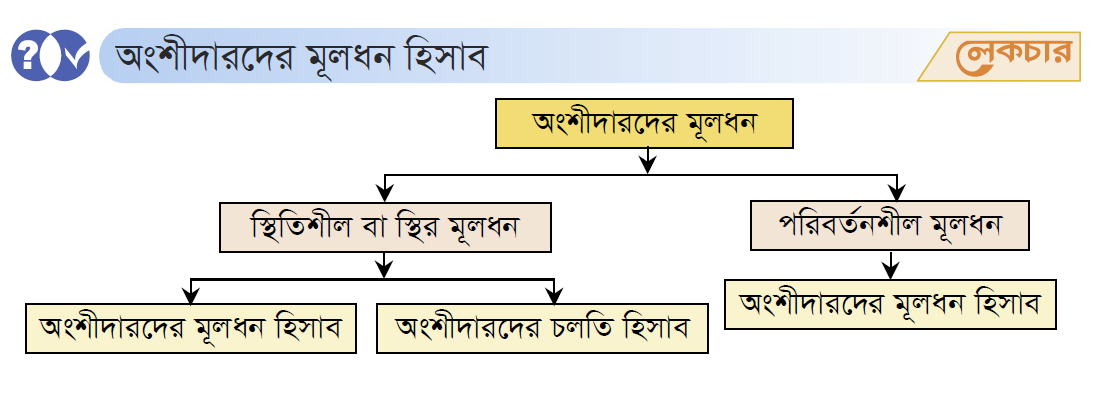 অংশীদারদের মূলধন হিসাব
লেকচার
অংশীদারদের মূলধন
স্থিতিশীল বা স্থির মূলধন
পরিবর্তনশীল মূলধন
অংশীদারদের মূলধন হিসাব
অংশীদারদের চলতি হিসাব
অংশীদারদের মূলধন হিসাব